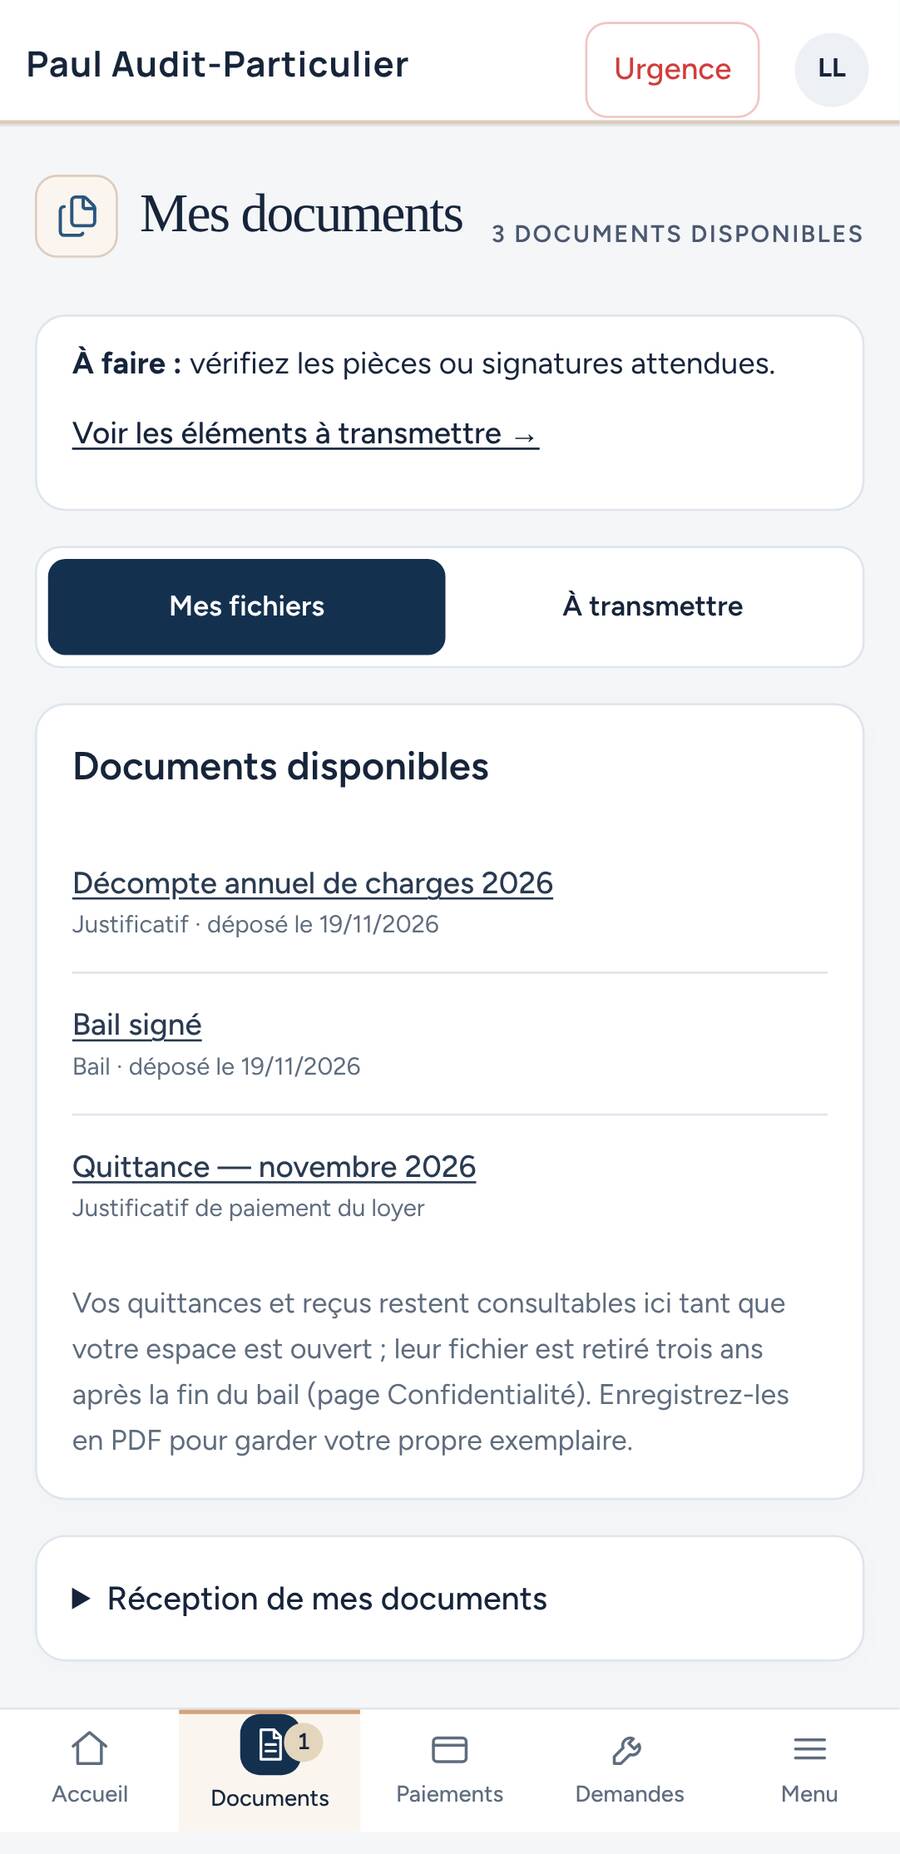 Paul Audit-Particulier
Urgence
LL
Mes documents
3 DOCUMENTS DISPONIBLES
À faire : vérifiez les pièces ou signatures attendues.
Voir les éléments à transmettre →
Mes fichiers
À transmettre
Documents disponibles
Décompte annuel de charges 2026
Justificatif · déposé le 19/11/2026
Bail signé
Bail · déposé le 19/11/2026
Quittance — novembre 2026
Justificatif de paiement du loyer
Vos quittances et reçus restent consultables ici tant que
votre espace est ouvert ; leur fichier est retiré trois ans
après la fin du bail (page Confidentialité). Enregistrez-les
en PDF pour garder votre propre exemplaire.
Réception de mes documents
1
Accueil
Documents
Paiements
Demandes
Menu